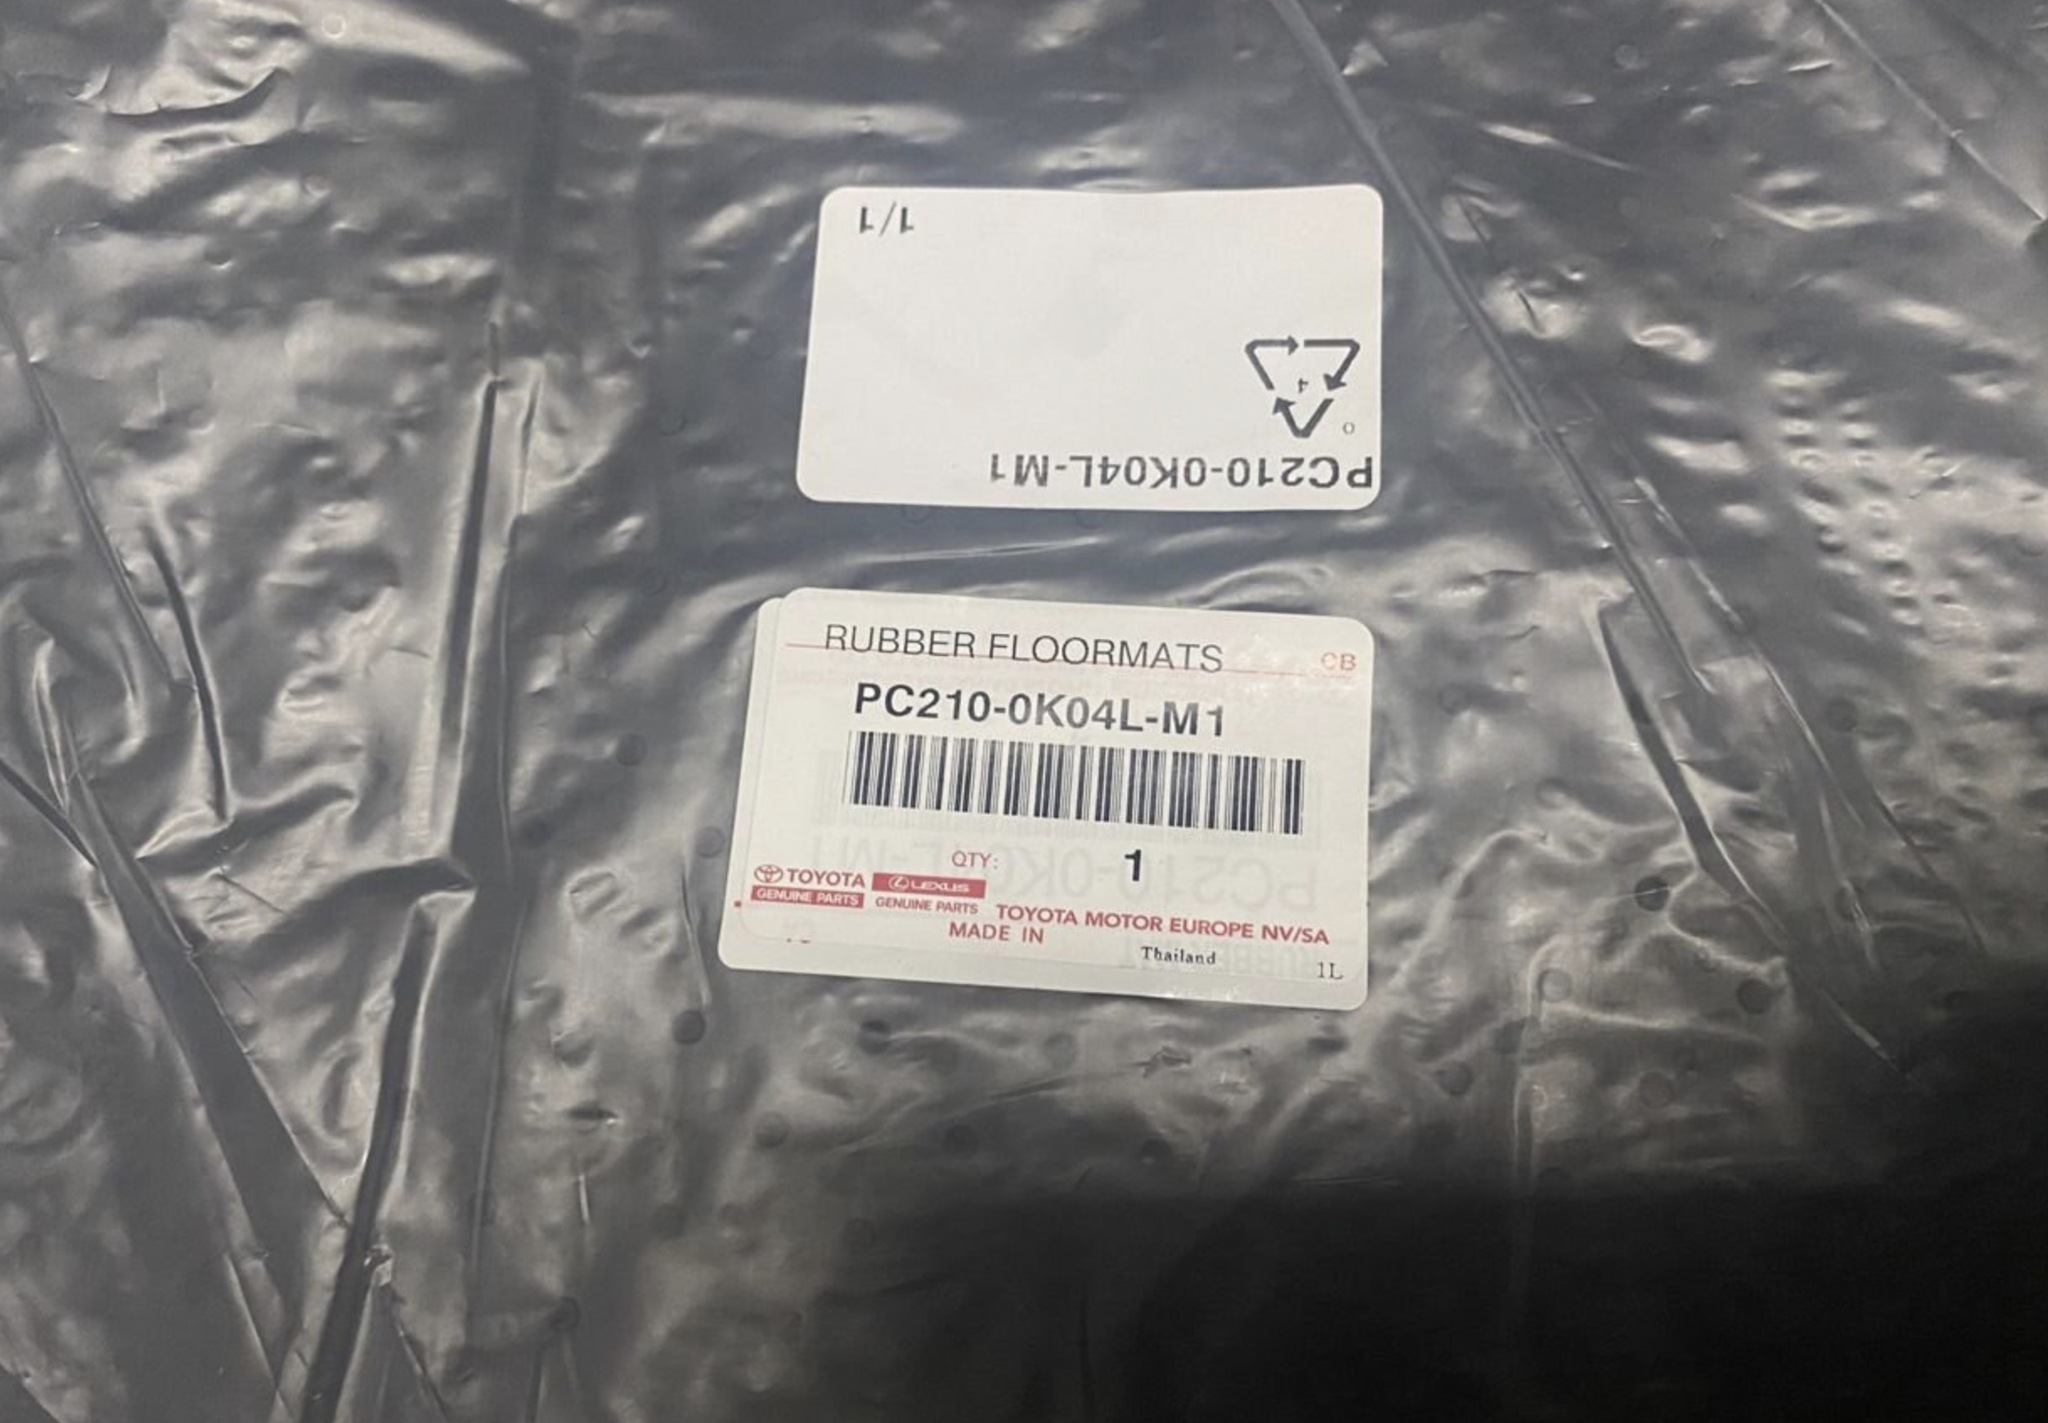 1/1
4
O
PC210-0K04L-M1
RUBBER FLOORMATS
CB
PC210-0K04L-M1
QTY: 1
TOYOTA LEXUS
GENUINE PARTS GENUINE PARTS
TOYOTA MOTOR EUROPE NV/SA
MADE IN Thailand
1L